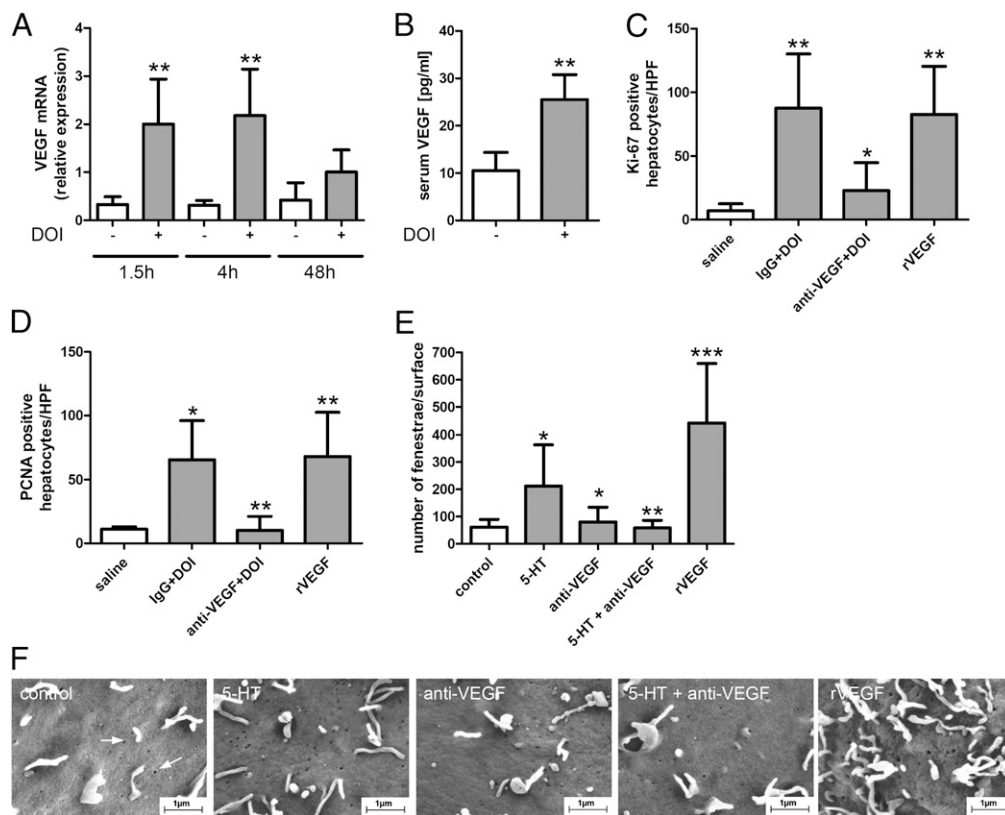 A
VEGF mRNA
(relative expression)
4
3
2
1
0
**
**
DOI
- + - + - +
1.5h 4h 48h
B
serum VEGF [pg/ml]
40
30
20
10
0
**
DOI
- +
C
Ki-67 positive
hepatocytes/HPF
150
100
50
0
**
*
**
saline
IgG+DOI
anti-VEGF+DOI
rVEGF
D
PCNA positive
hepatocytes/HPF
150
100
50
0
*
**
**
saline
IgG+DOI
anti-VEGF+DOI
rVEGF
E
number of fenestrae/surface
700
600
500
400
300
200
100
0
*
*
**
***
control
5-HT
anti-VEGF
5-HT + anti-VEGF
rVEGF
F
control
1µm
5-HT
1µm
anti-VEGF
1µm
5-HT + anti-VEGF
1µm
rVEGF
1µm